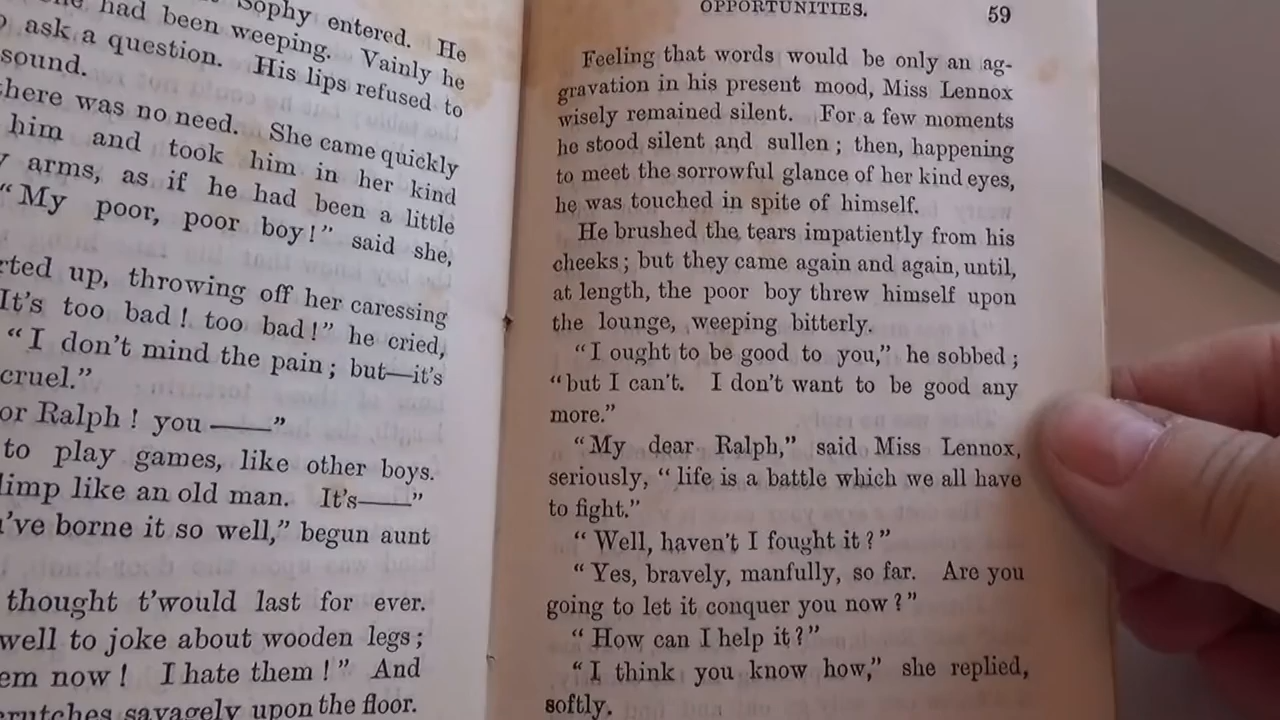 Sophy entered. He
had been weeping. Vainly he
ask a question. His lips refused to
sound.
there was no need. She came quickly
him and took him in her kind
arms, as if he had been a little
“My poor, poor boy!” said she,
up, throwing off her caressing
It's too bad! too bad!” he cried,
“I don't mind the pain; but—it's
cruel.”
Ralph! you ——”
to play games, like other boys.
limp like an old man. It's——”
borne it so well,” begun aunt
thought t'would last for ever.
well to joke about wooden legs;
now! I hate them!” And
savagely upon the floor.
OPPORTUNITIES. 59
Feeling that words would be only an ag-
gravation in his present mood, Miss Lennox
wisely remained silent. For a few moments
he stood silent and sullen; then, happening
to meet the sorrowful glance of her kind eyes,
he was touched in spite of himself.
He brushed the tears impatiently from his
cheeks; but they came again and again, until,
at length, the poor boy threw himself upon
the lounge, weeping bitterly.
“I ought to be good to you,” he sobbed;
“but I can't. I don't want to be good any
more.”
“My dear Ralph,” said Miss Lennox,
seriously, “life is a battle which we all have
to fight.”
“Well, haven't I fought it?”
“Yes, bravely, manfully, so far. Are you
going to let it conquer you now?”
“How can I help it?”
“I think you know how,” she replied,
softly.